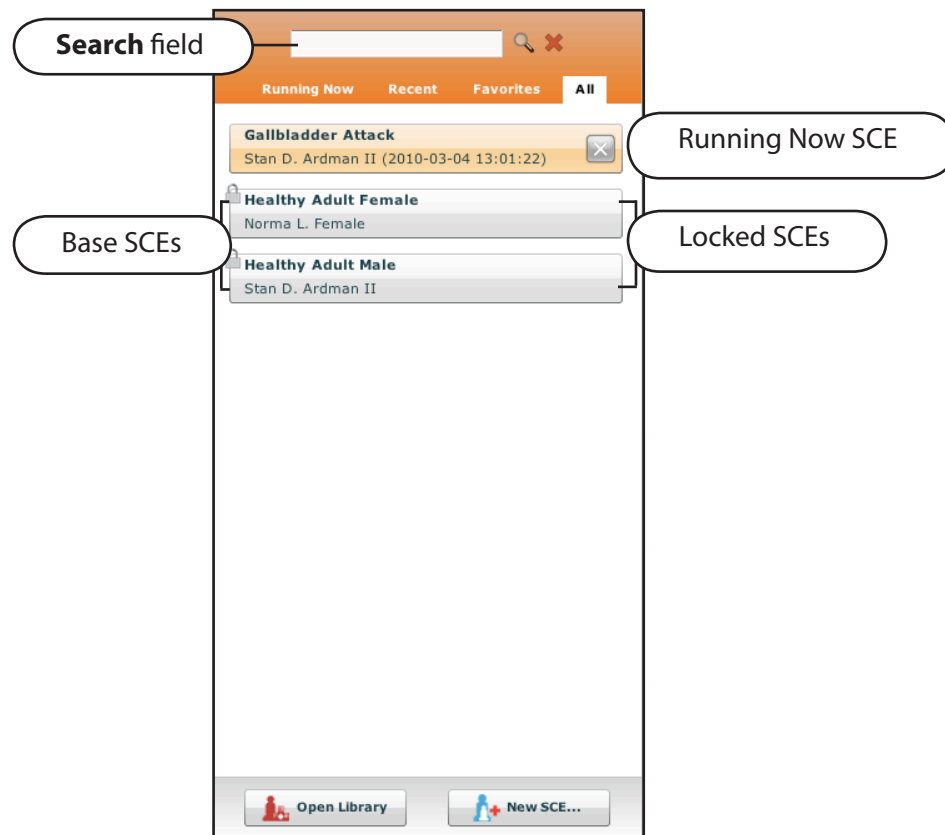 Search field
Running Now Recent Favorites All
Gallbladder Attack
Stan D. Ardman II (2010-03-04 13:01:22)
Running Now SCE
Healthy Adult Female
Norma L. Female
Base SCEs
Locked SCEs
Healthy Adult Male
Stan D. Ardman II
Open Library
New SCE...